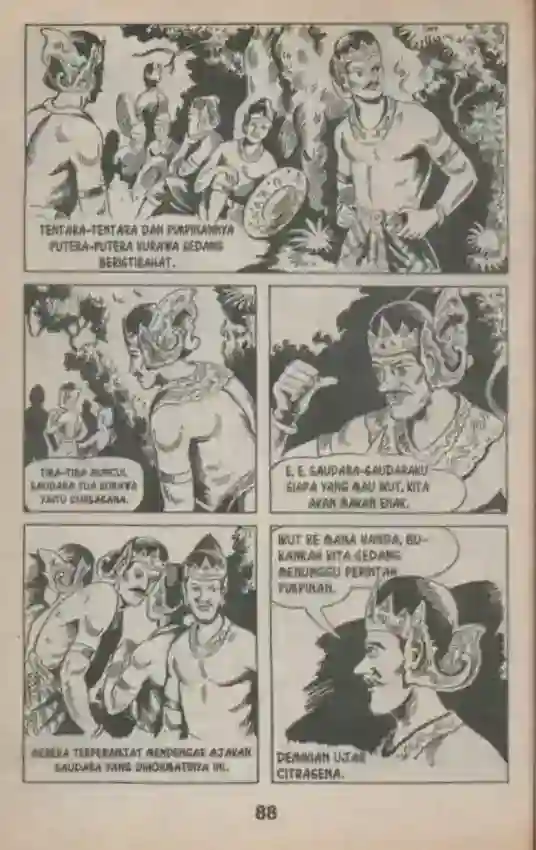 TENTARA-TENTARA DAN PIMPINANNYA
PUTERA-PUTERA KURAWA SEDANG
BERISTIRAHAT.
TIBA-TIBA MUNCUL
SAUDARA TUA KURAWA
YAITU
E. E. SAUDARA-SAUDARAKU
SIAPA YANG MAU IKUT, KITA
AKAN MAKAN ENAK.
MEREKA TERPERANJAT MENDENGAR AJAKAN
SAUDARA YANG DIHORMATINYA INI.
IKUT KE MANA KANDA, BU-
KANKAH KITA SEDANG
MENUNGGU PERINTAH
PIMPINAN.
DEMIKIAN UJAR
CITRASENA.
88